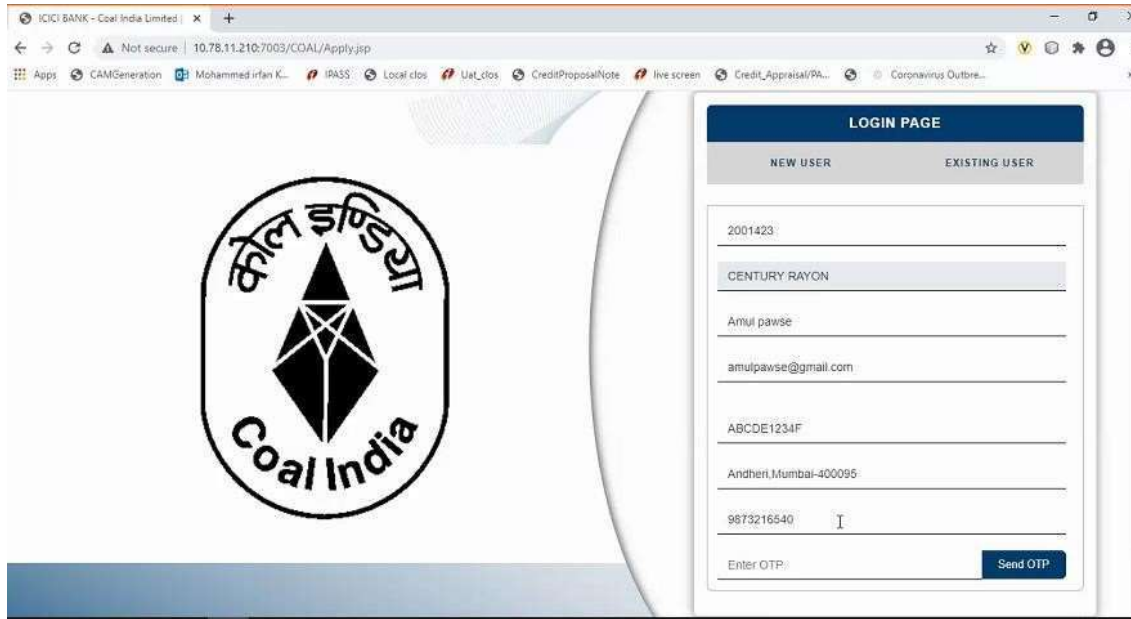 ICICI BANK - Coal India Limited |
Not secure | 10.78.11.210:7003/COAL/Apply.jsp
Apps CAMGeneration Mohammed irfan K... IPASS Local clos Uat_clos CreditProposalNote live screen Credit_Appraisal/PA... Coronavirus Outbre...
कोल इण्डिया
Coal India
LOGIN PAGE
NEW USER EXISTING USER
2001423
CENTURY RAYON
Amul pawse
amulpawse@gmail.com
ABCDE1234F
Andheri,Mumbai-400095
9873216540
Enter OTP: Send OTP